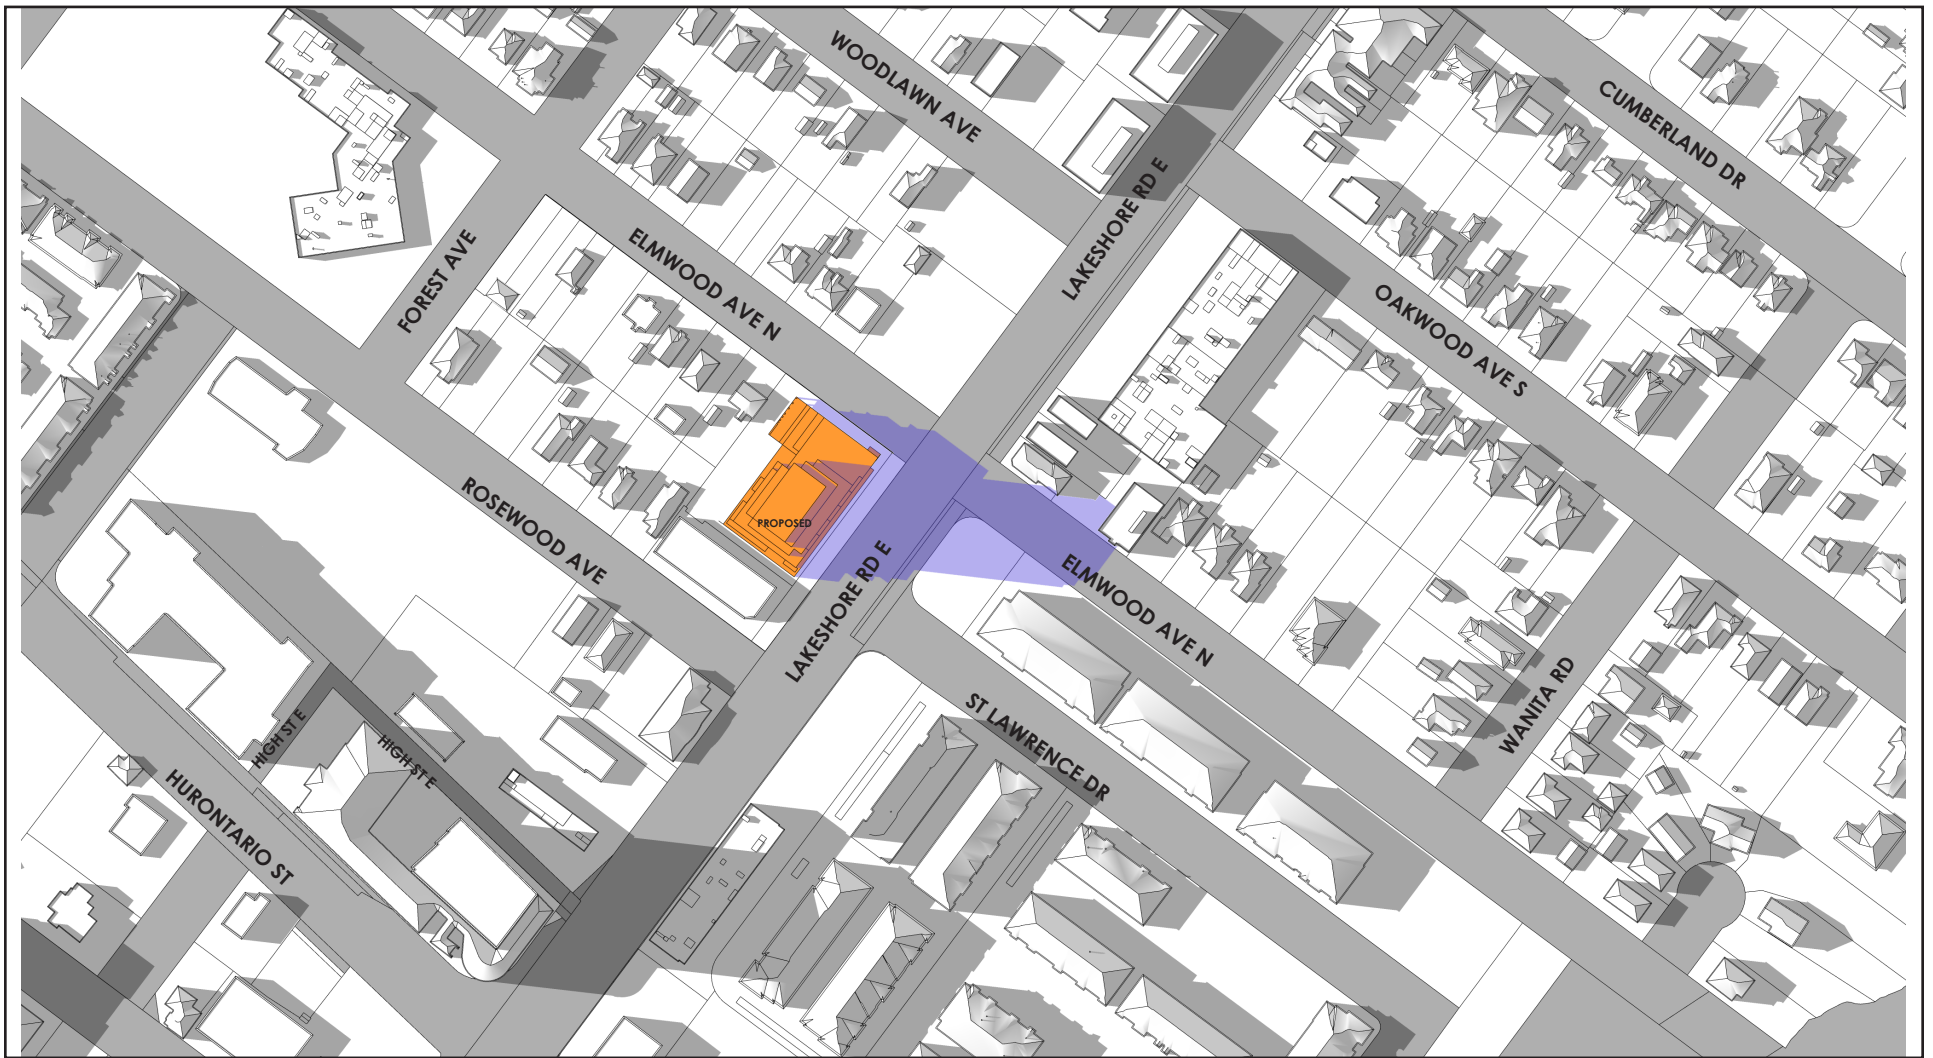 WOODLAWN AVE
CUMBERLAND DR
LAKESHORE RD E
FOREST AVE
ELMWOOD AVE N
OAKWOOD AVE S
ROSEWOOD AVE
PROPOSED
LAKESHORE RD E
ELMWOOD AVE N
ST LAWRENCE DR
WANITA RD
HIGH ST E
HIGH ST E
HURONTARIO ST